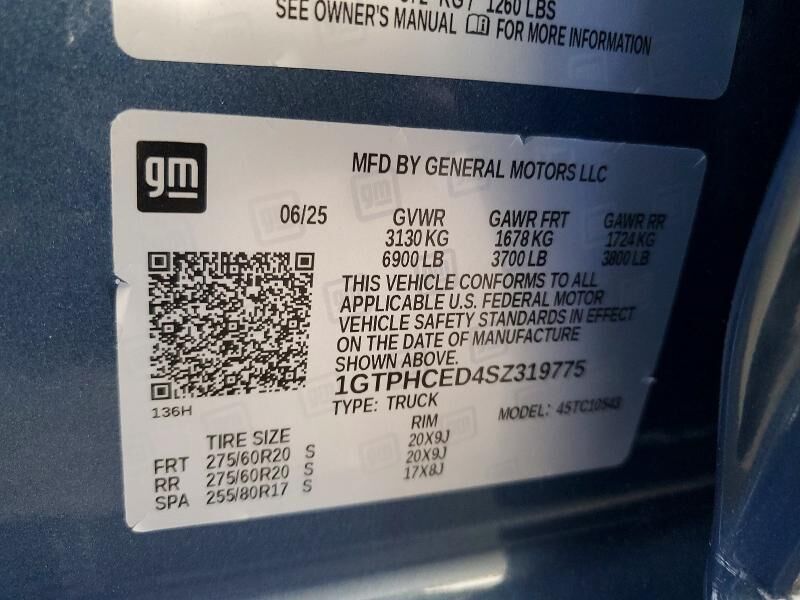 KG / 1260 LBS
SEE OWNER'S MANUAL FOR MORE INFORMATION
gm
MFD BY GENERAL MOTORS LLC
06/25 GVWR GAWR FRT GAWR RR
3130 KG 1678 KG 1724 KG
6900 LB 3700 LB 3800 LB
THIS VEHICLE CONFORMS TO ALL
APPLICABLE U.S. FEDERAL MOTOR
VEHICLE SAFETY STANDARDS IN EFFECT
ON THE DATE OF MANUFACTURE
SHOWN ABOVE.
1GTPHCED4SZ319775
136H
TYPE: TRUCK MODEL: 4STC10543
TIRE SIZE RIM
FRT 275/60R20 S 20X9J
RR 275/60R20 S 20X9J
SPA 255/80R17 S 17X8J